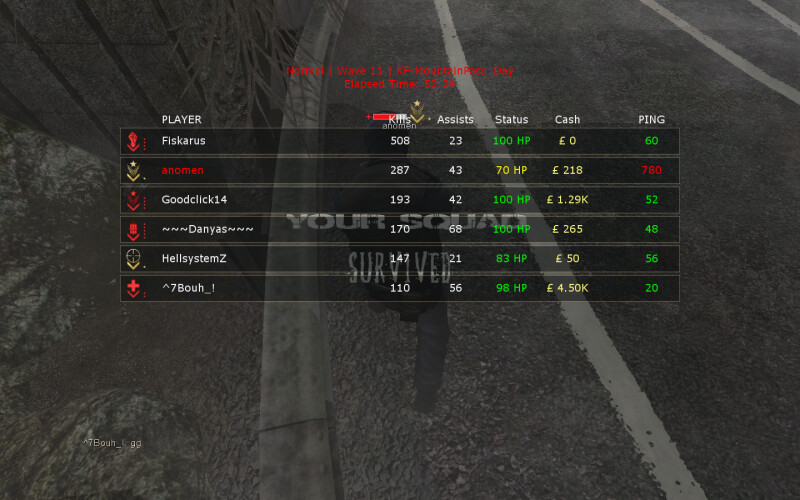 Normal | Wave 11 | KF-MountainPass_Day
Elapsed Time:
PLAYER Kills Assists Status Cash PING
anomen
Fiskarus 508 23 100 HP £ 0 60
anomen 287 43 70 HP £ 218 780
Goodclick14 193 42 100 HP £ 1.29K 52
YOUR SQUAD
~~~Danyas~~~ 170 68 100 HP £ 265 48
HellsystemZ 147 21 83 HP £ 50 56
SURVIVED
^7Bouh_! 110 56 98 HP £ 4.50K 20
^7Bouh_!: gg